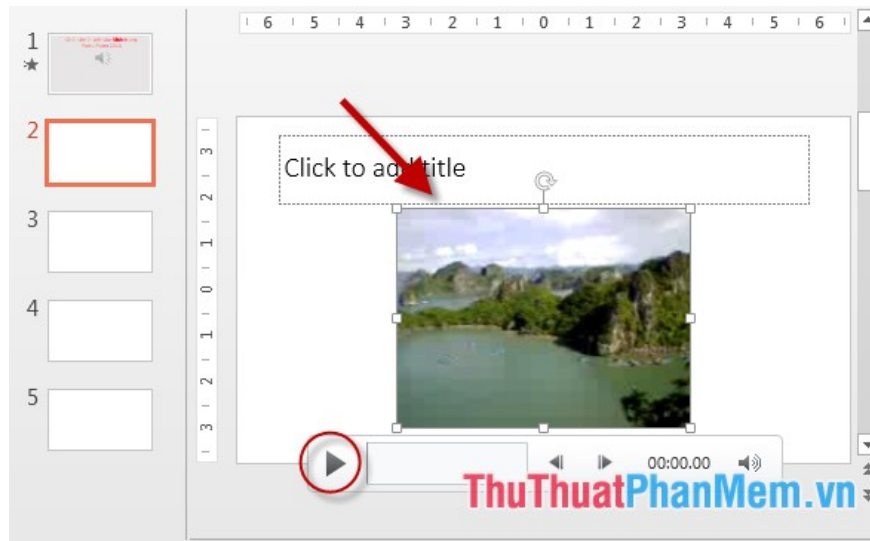 6 5 4 3 2 1 0 1 2 3 4 5 6
1
2
3
4
5
3 2 1 0 1 2 3
Click to add title
00:00.00
ThuThuatPhanMem.vn